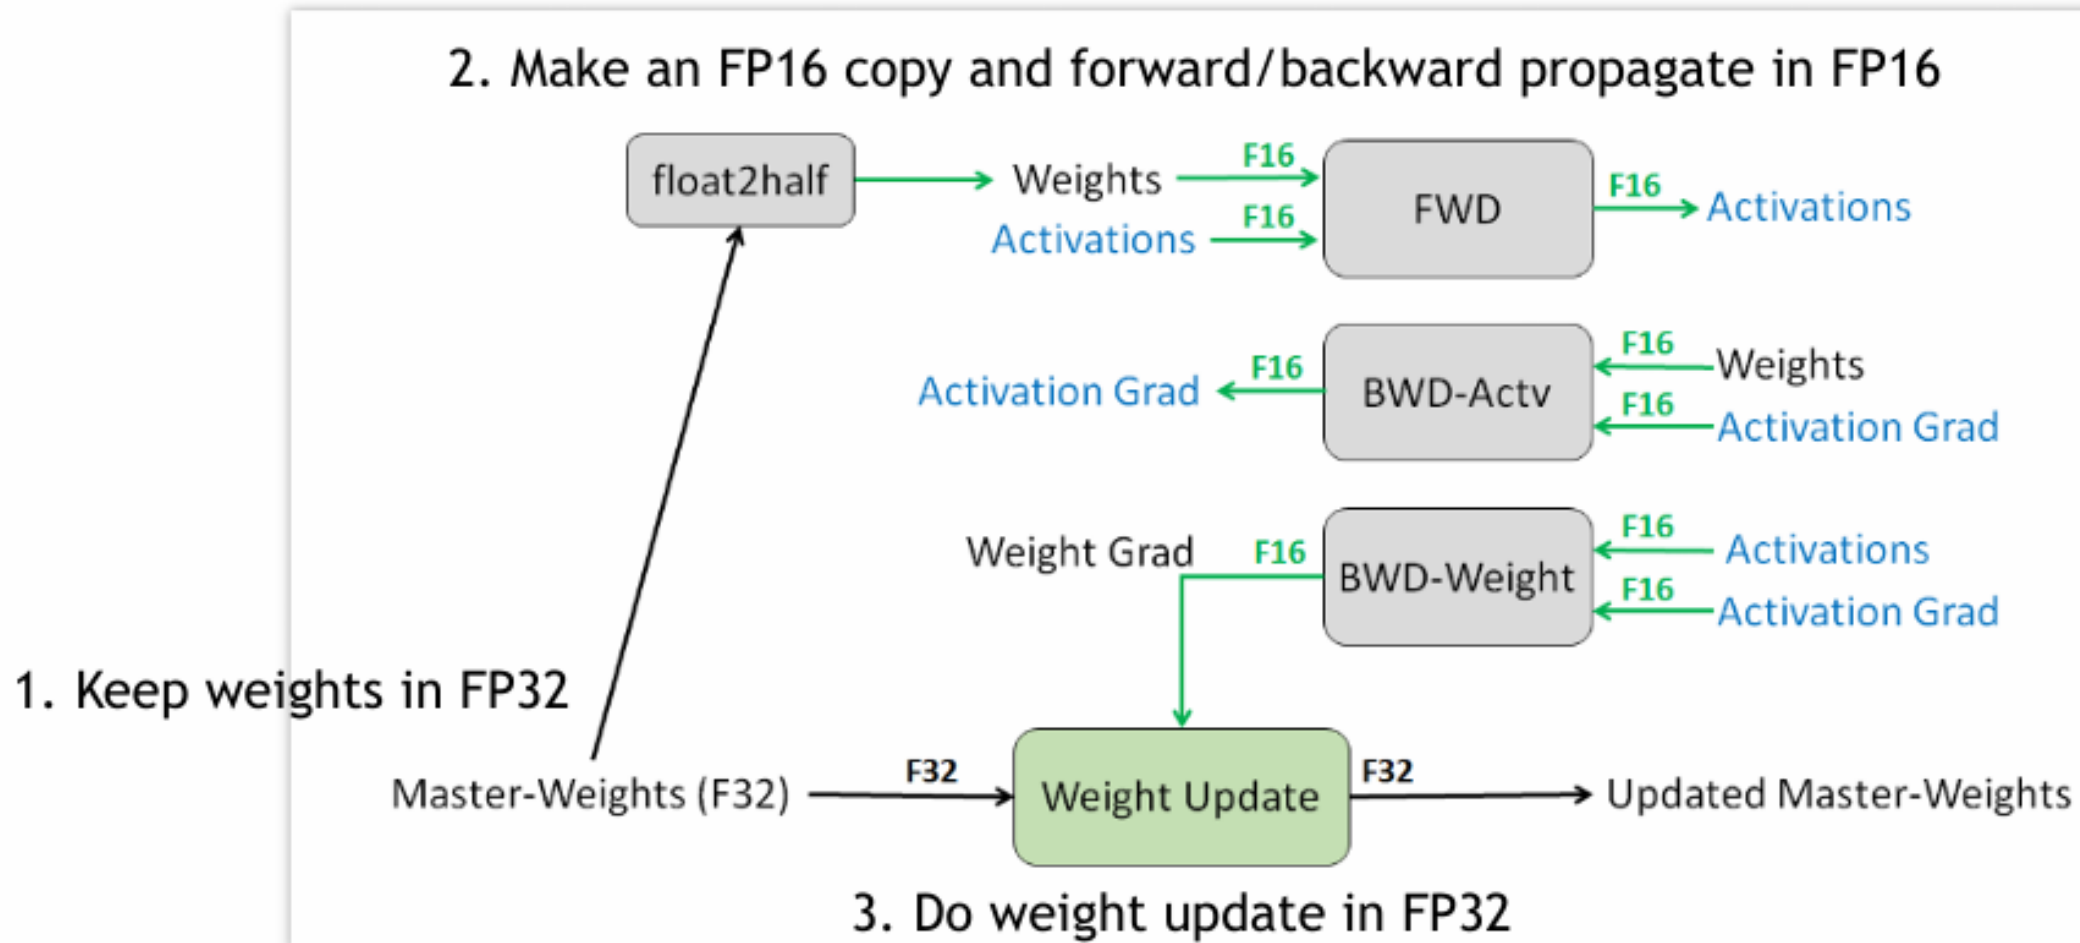 2. Make an FP16 copy and forward/backward propagate in FP16
float2half
Weights
F16
Activations
F16
FWD
F16
Activations
Activation Grad
F16
BWD-Actv
F16
Weights
F16
Activation Grad
Weight Grad
F16
BWD-Weight
F16
Activations
F16
Activation Grad
1. Keep weights in FP32
Master-Weights (F32)
F32
Weight Update
F32
Updated Master-Weights
3. Do weight update in FP32